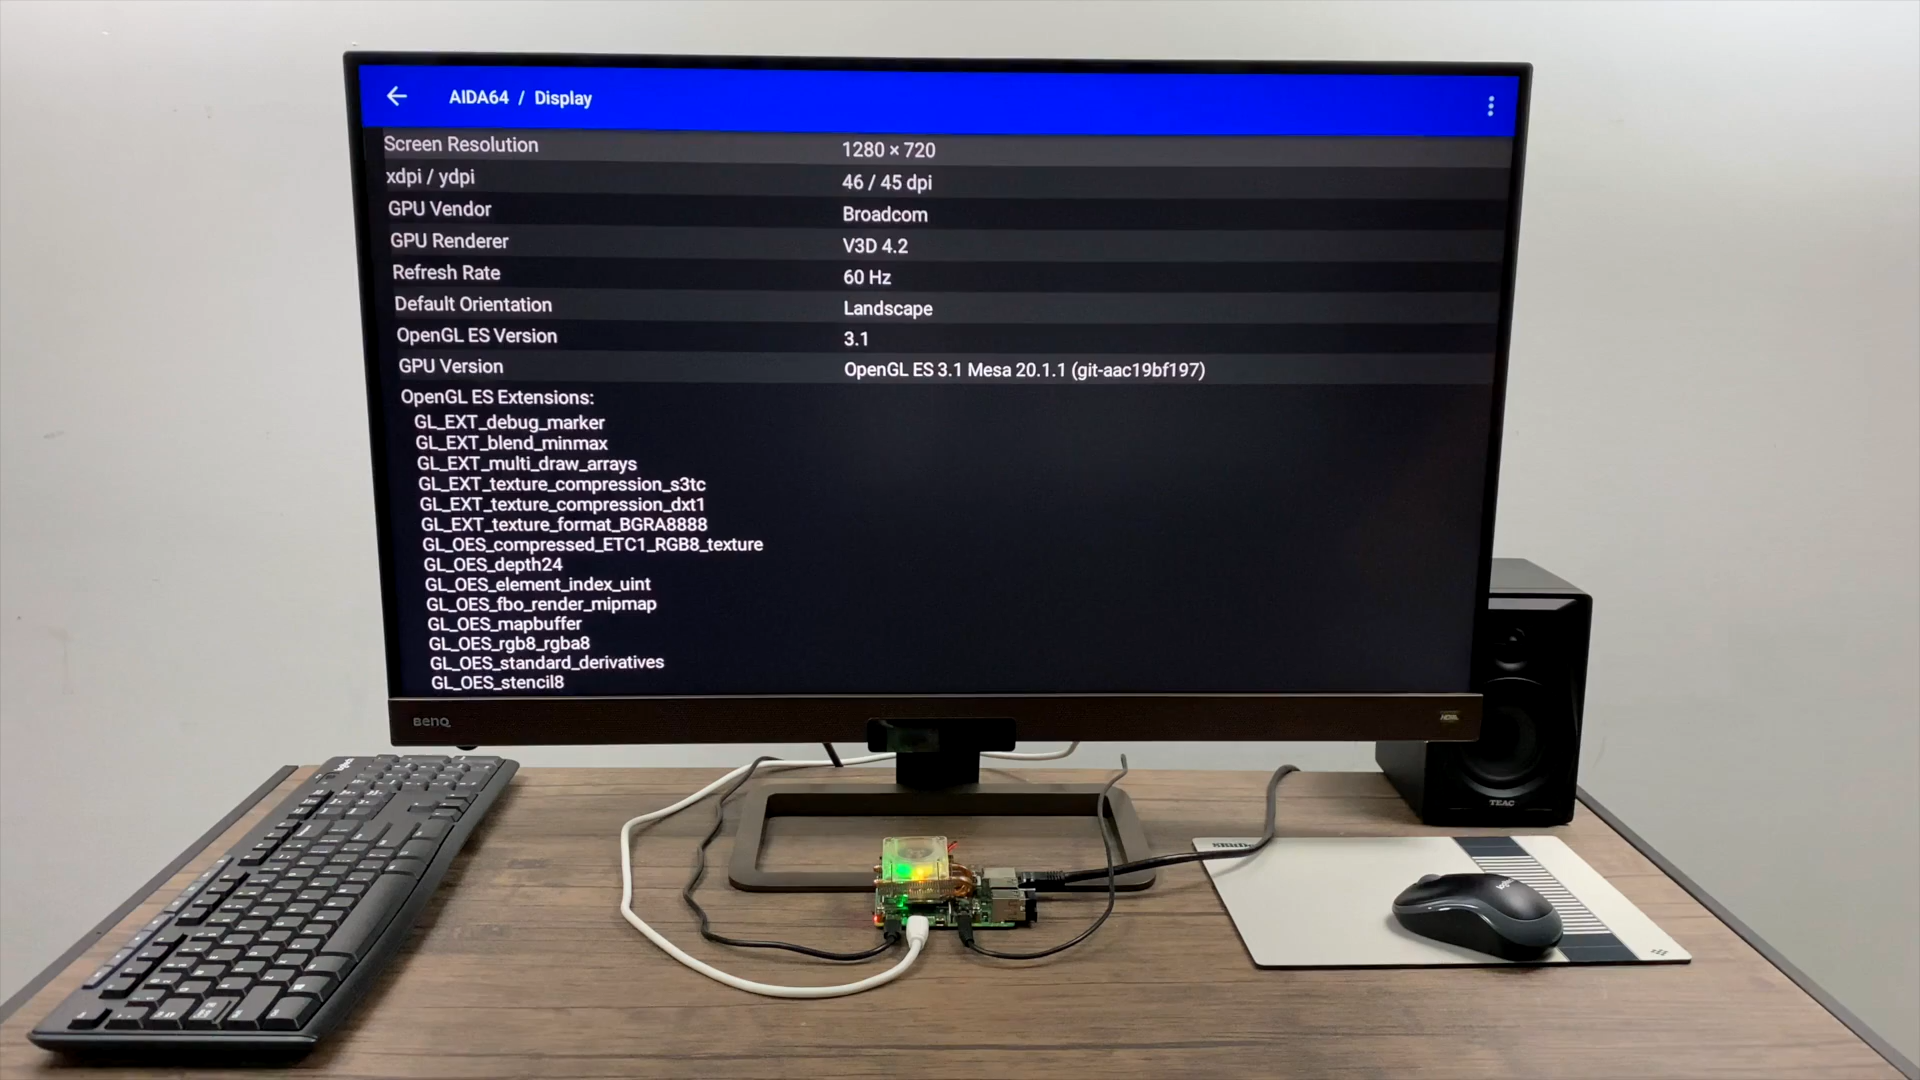 AIDA64 / Display
Screen Resolution 1280 × 720
xdpi / ydpi 46 / 45 dpi
GPU Vendor Broadcom
GPU Renderer V3D 4.2
Refresh Rate 60 Hz
Default Orientation Landscape
OpenGL ES Version 3.1
GPU Version OpenGL ES 3.1 Mesa 20.1.1 (git-aac19bf197)
OpenGL ES Extensions:
GL_EXT_debug_marker
GL_EXT_blend_minmax
GL_EXT_multi_draw_arrays
GL_EXT_texture_compression_s3tc
GL_EXT_texture_compression_dxt1
GL_EXT_texture_format_BGRA8888
GL_OES_compressed_ETC1_RGB8_texture
GL_OES_depth24
GL_OES_element_index_uint
GL_OES_fbo_render_mipmap
GL_OES_mapbuffer
GL_OES_rgb8_rgba8
GL_OES_standard_derivatives
GL_OES_stencil8
BenQ
TEAC
logitech